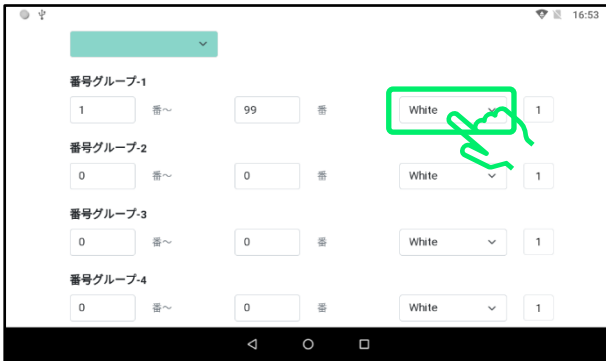 16:53
番号グループ-1
1 番～ 99 番 White 1
番号グループ-2
0 番～ 0 番 White 1
番号グループ-3
0 番～ 0 番 White 1
番号グループ-4
0 番～ 0 番 White 1